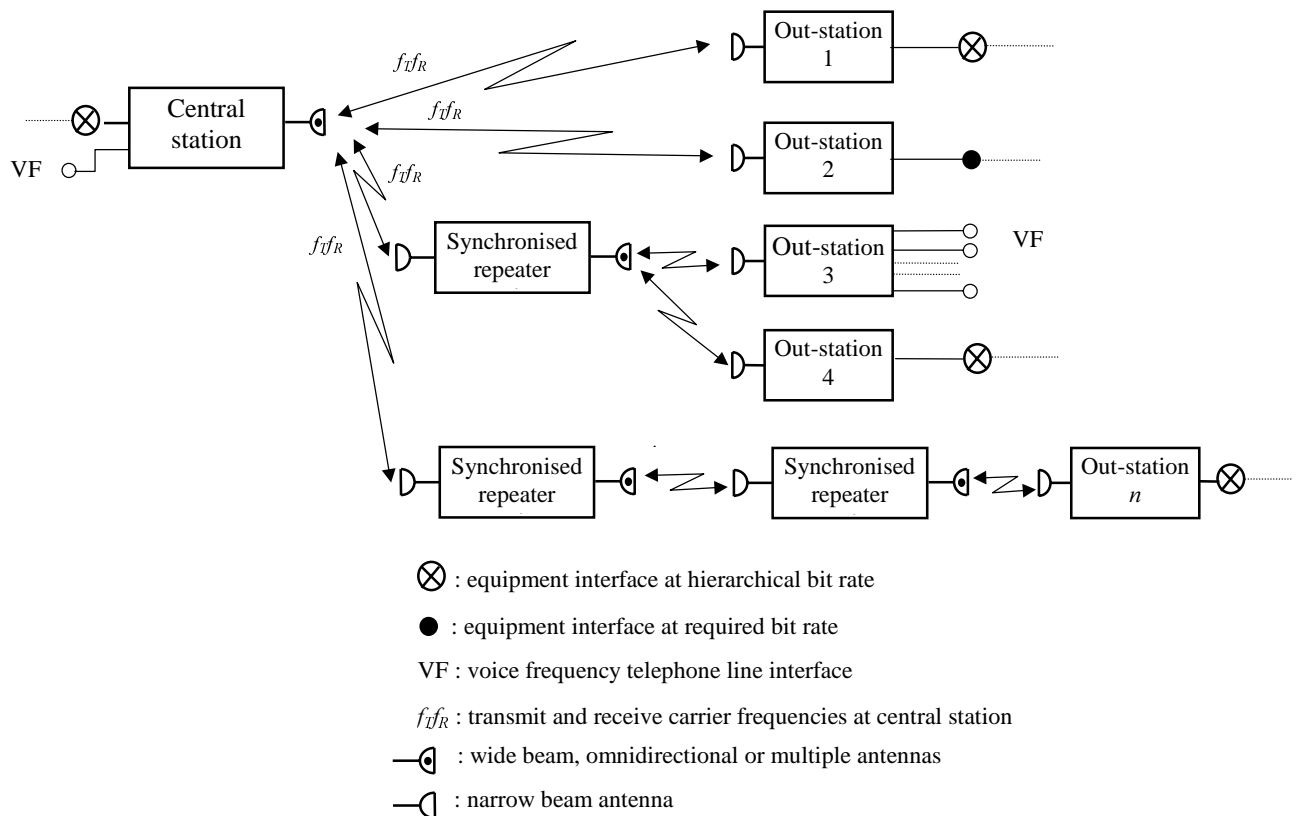 Out-station
1
fTfR
Central
station
fTfR
VF
Out-station
2
fTfR
fTfR
Synchronised
repeater
Out-station
3
VF
Out-station
4
Synchronised
repeater
Synchronised
repeater
Out-station
n
: equipment interface at hierarchical bit rate
: equipment interface at required bit rate
VF : voice frequency telephone line interface
fTfR : transmit and receive carrier frequencies at central station
: wide beam, omnidirectional or multiple antennas
: narrow beam antenna